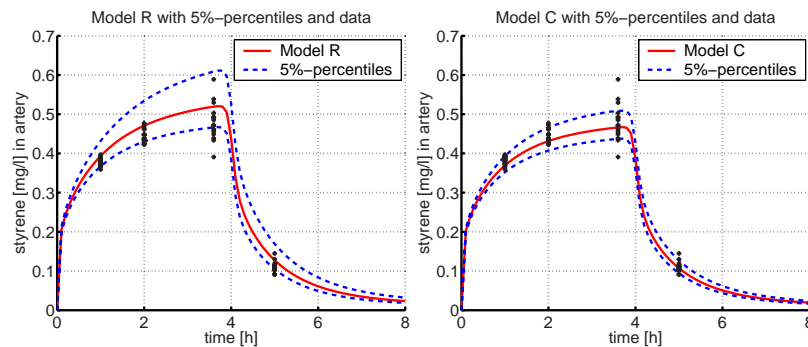 Model R with 5%-percentiles and data
0.7
0.6
0.5
0.4
0.3
0.2
0.1
0
styrene [mg/l] in artery
Model R
5%-percentiles
0 2 4 6 8
time [h]
Model C with 5%-percentiles and data
0.7
0.6
0.5
0.4
0.3
0.2
0.1
0
styrene [mg/l] in artery
Model C
5%-percentiles
0 2 4 6 8
time [h]